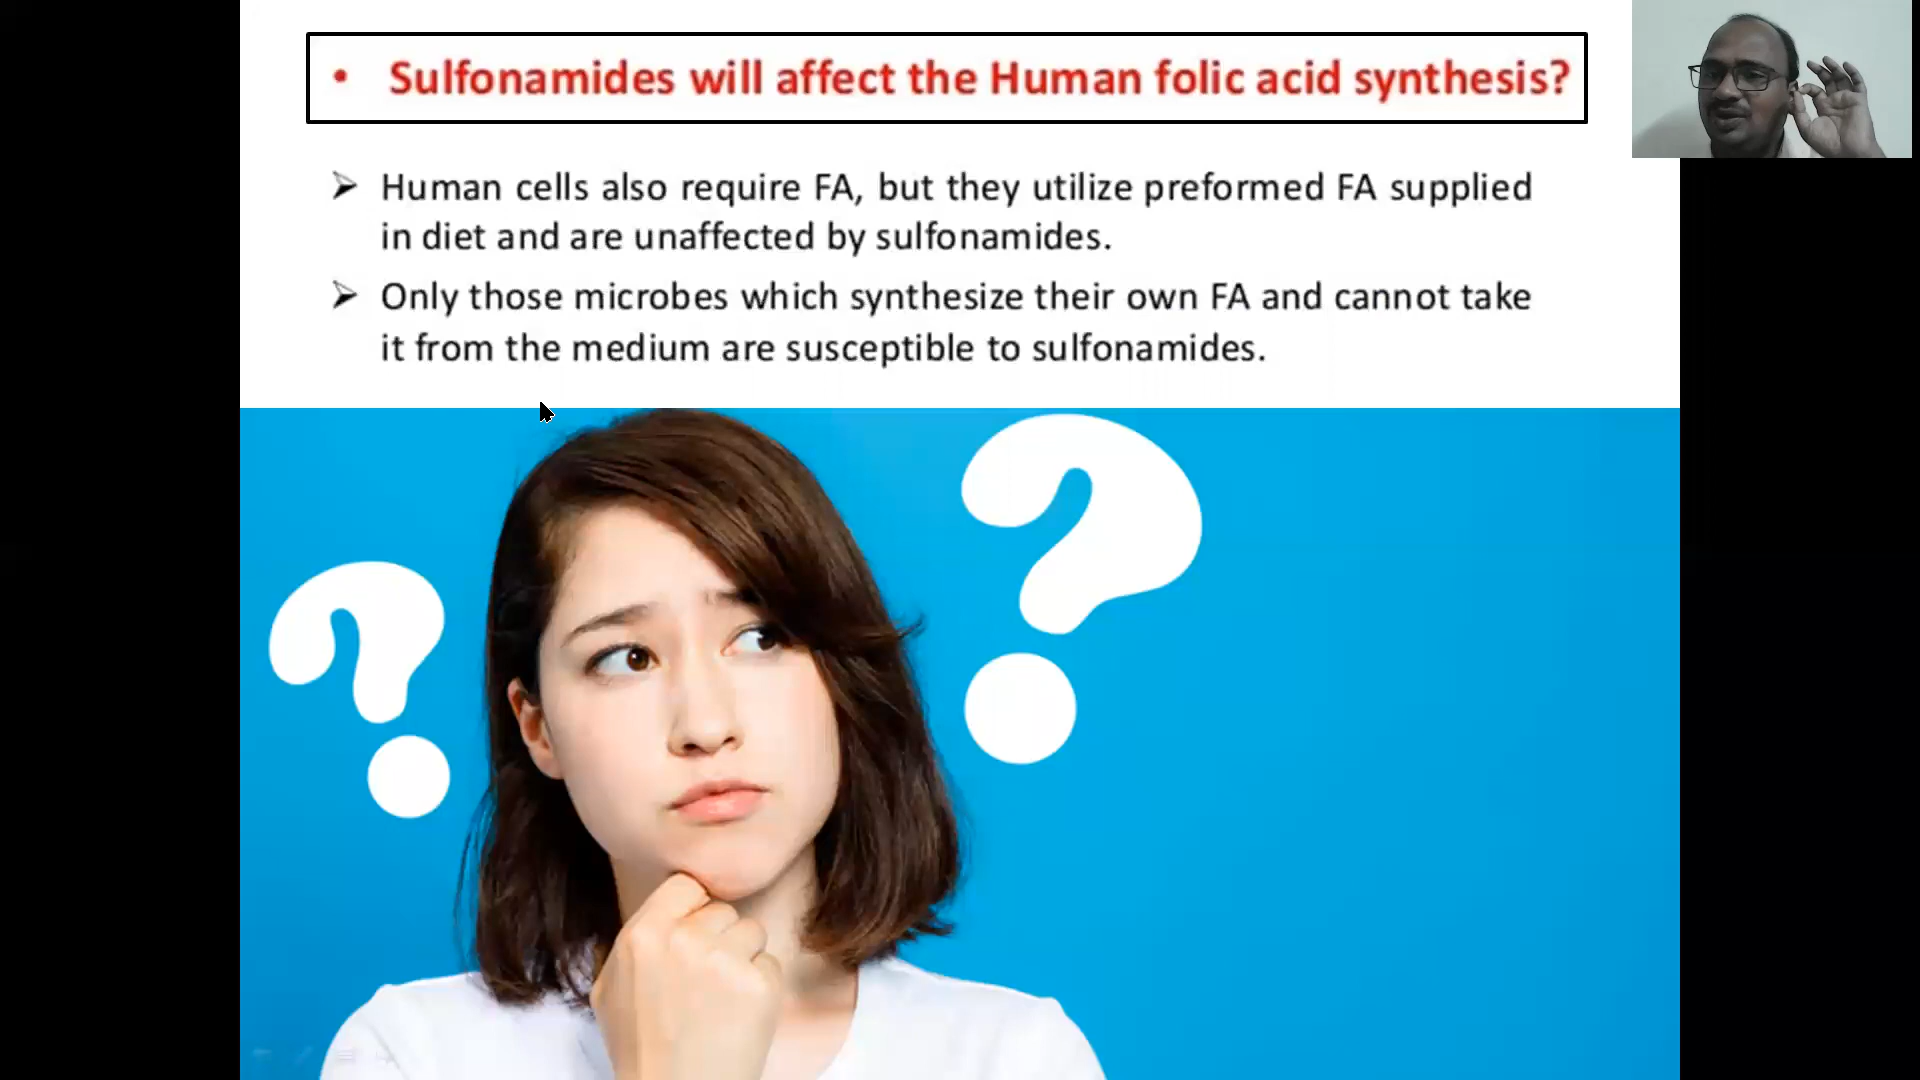 • Sulfonamides will affect the Human folic acid synthesis?
➢ Human cells also require FA, but they utilize preformed FA supplied
in diet and are unaffected by sulfonamides.
➢ Only those microbes which synthesize their own FA and cannot take
it from the medium are susceptible to sulfonamides.
? ?